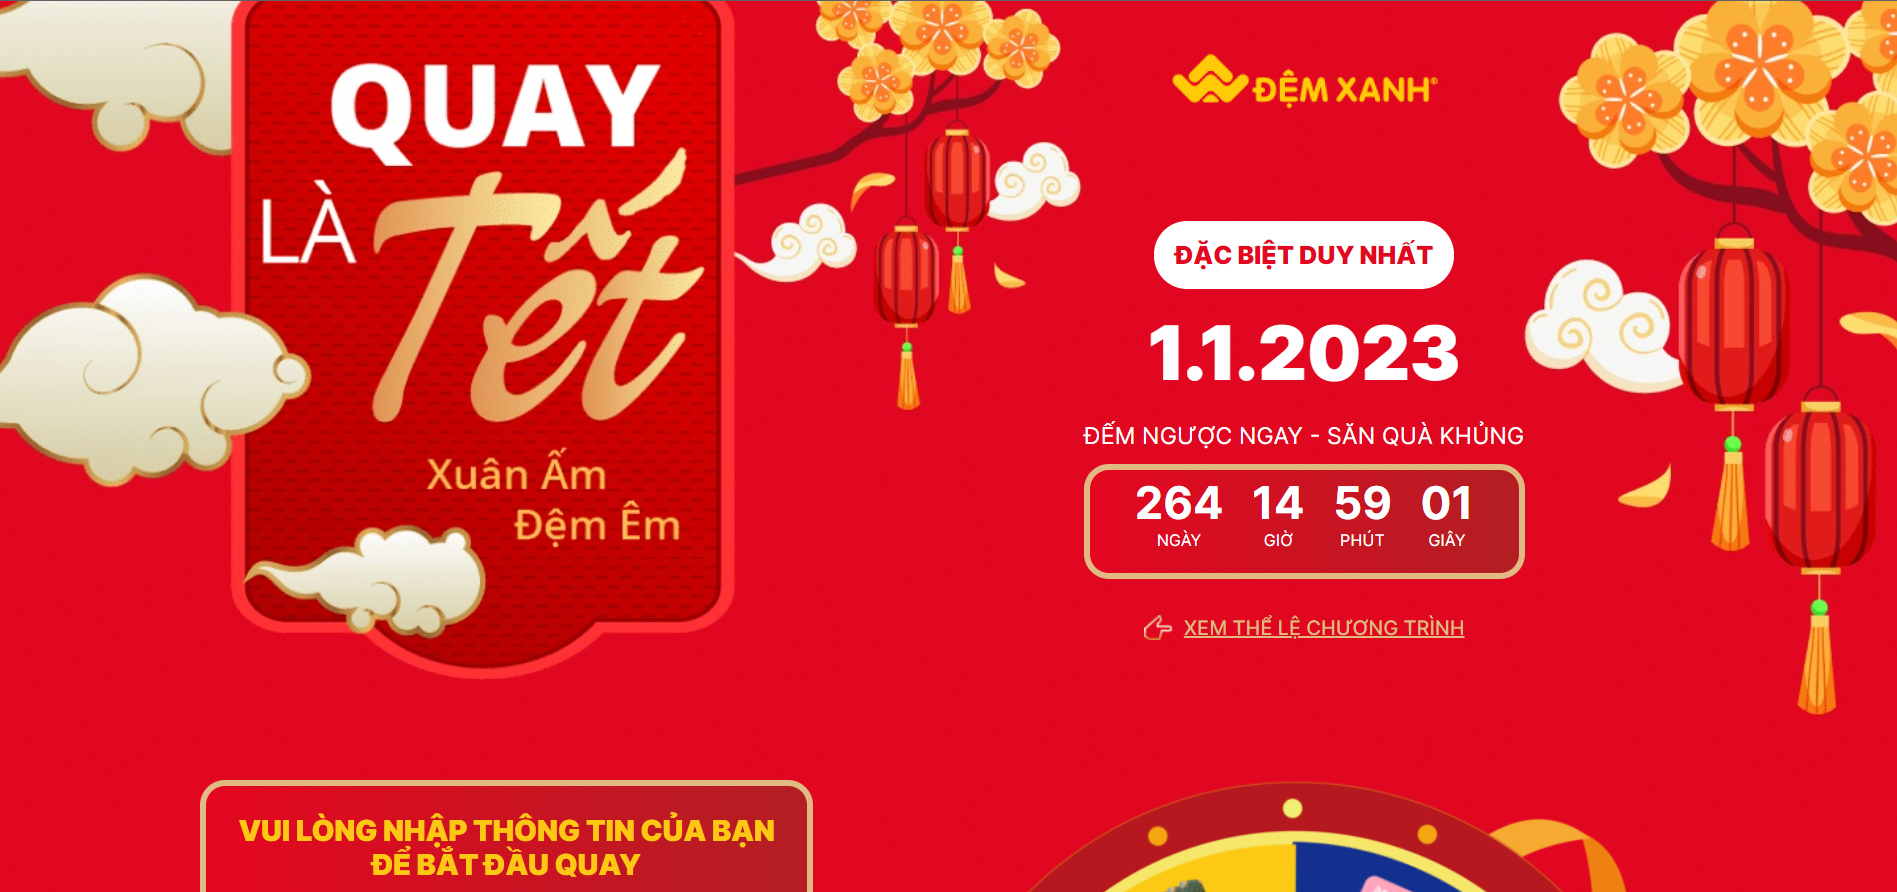 QUAY
LÀ Tết
Xuân Ấm
Đệm Êm
ĐỆM XANH®
ĐẶC BIỆT DUY NHẤT
1.1.2023
ĐẾM NGƯỢC NGAY - SĂN QUÀ KHỦNG
264 14 59 01
NGÀY GIỜ PHÚT GIÂY
XEM THỂ LỆ CHƯƠNG TRÌNH
VUI LÒNG NHẬP THÔNG TIN CỦA BẠN
ĐỂ BẮT ĐẦU QUAY